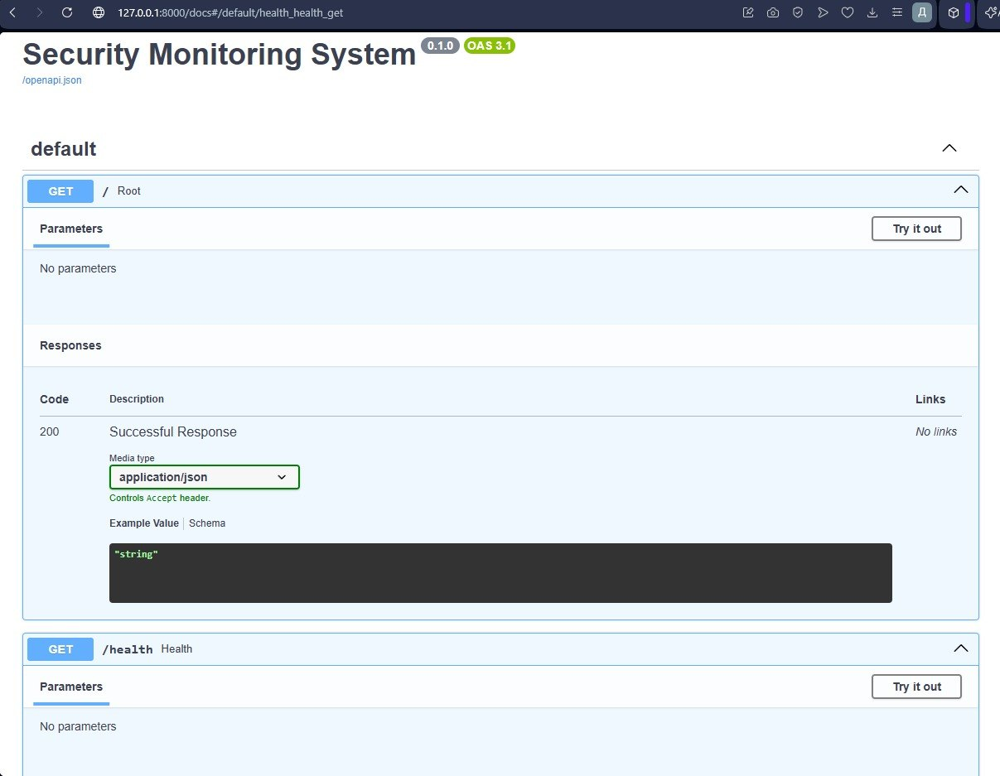 127.0.0.1:8000/docs#/default/health_health_get
Д
Security Monitoring System 0.1.0 OAS 3.1
/openapi.json
default
GET / Root
Parameters
Try it out
No parameters
Responses
Code Description Links
200 Successful Response No links
Media type
application/json
Controls Accept header.
Example Value Schema
"string"
GET /health Health
Parameters
Try it out
No parameters